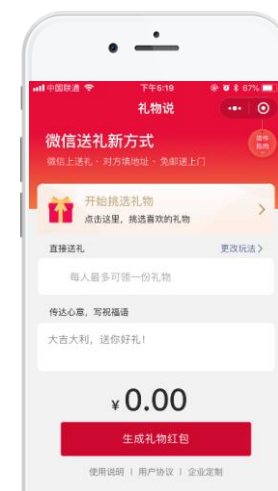 中国联通
下午5:19
67%
礼物说
微信送礼新方式
微信上送礼·对方填地址·免邮送上门
操作
指南
开始挑选礼物
点击这里,挑选喜欢的礼物
直接送礼
更改玩法>
每人最多可领一份礼物
传达心意,写祝福语
大吉大利,送你好礼!
¥0.00
生成礼物红包
使用说明 | 用户协议 | 企业定制